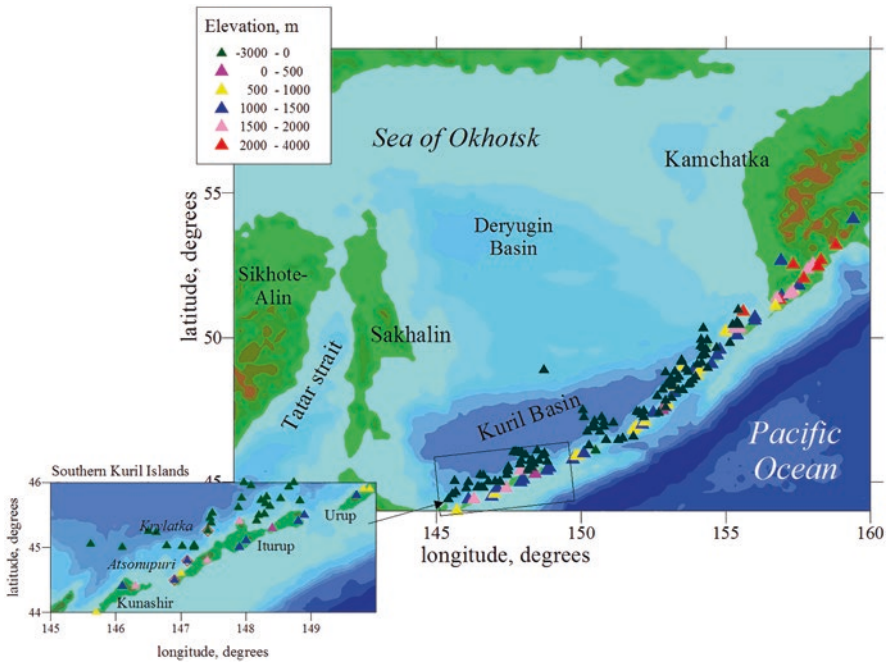 Elevation, m
-3000 - 0
0 - 500
500 - 1000
1000 - 1500
1500 - 2000
2000 - 4000
Sea of Okhotsk
Kamchatka
55
Deryugin
Basin
latitude, degrees
Sikhote-
Alin
50
Sakhalin
Tatar strait
Kuril Basin
Pacific
Ocean
45
145
150
155
160
longitude, degrees
Southern Kuril Islands
46
Krylatka
Urup
45
Iturup
Atsonupuri
latitude, degrees
Kunashir
44
145
146
147
148
149
longitude, degrees